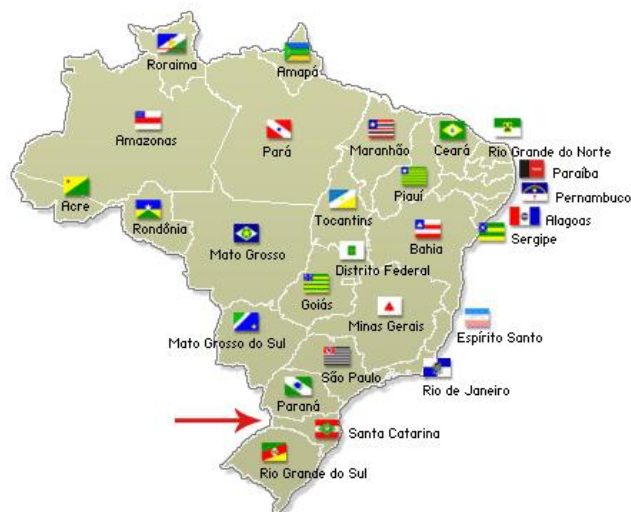 Roraima
Amapá
Amazonas
Pará
Maranhão
Ceará
Rio Grande do Norte
Paraíba
Piauí
Pernambuco
Acre
Rondônia
Tocantins
Alagoas
Bahia
Sergipe
Mato Grosso
Distrito Federal
Goiás
Minas Gerais
Espírito Santo
Mato Grosso do Sul
São Paulo
Rio de Janeiro
Paraná
Santa Catarina
Rio Grande do Sul